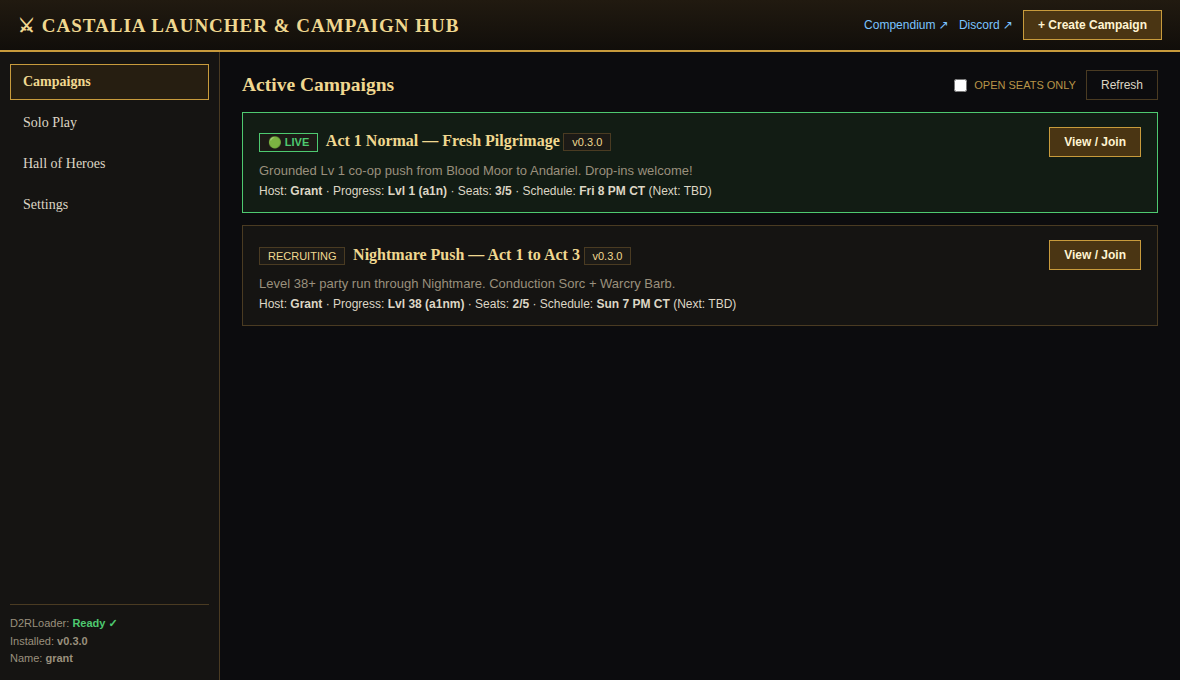 ⚔ CASTALIA LAUNCHER & CAMPAIGN HUB
Compendium ↗ Discord ↗ + Create Campaign
Campaigns
Solo Play
Hall of Heroes
Settings
Active Campaigns
OPEN SEATS ONLY Refresh
🟢 LIVE Act 1 Normal — Fresh Pilgrimage v0.3.0
View / Join
Grounded Lv 1 co-op push from Blood Moor to Andariel. Drop-ins welcome!
Host: Grant · Progress: Lvl 1 (a1n) · Seats: 3/5 · Schedule: Fri 8 PM CT (Next: TBD)
RECRUITING Nightmare Push — Act 1 to Act 3 v0.3.0
View / Join
Level 38+ party run through Nightmare. Conduction Sorc + Warcry Barb.
Host: Grant · Progress: Lvl 38 (a1nm) · Seats: 2/5 · Schedule: Sun 7 PM CT (Next: TBD)
D2RLoader: Ready ✓
Installed: v0.3.0
Name: grant